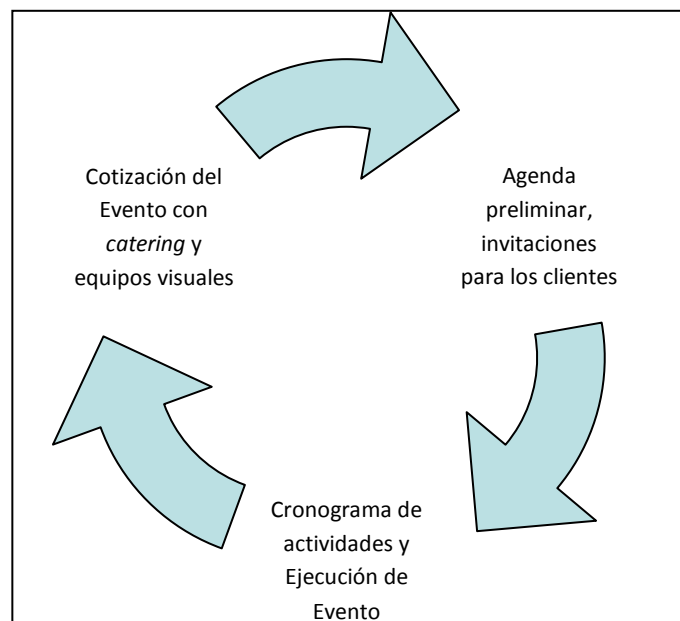 Cotización del
Evento con
catering y
equipos visuales
Agenda
preliminar,
invitaciones
para los clientes
Cronograma de
actividades y
Ejecución de
Evento